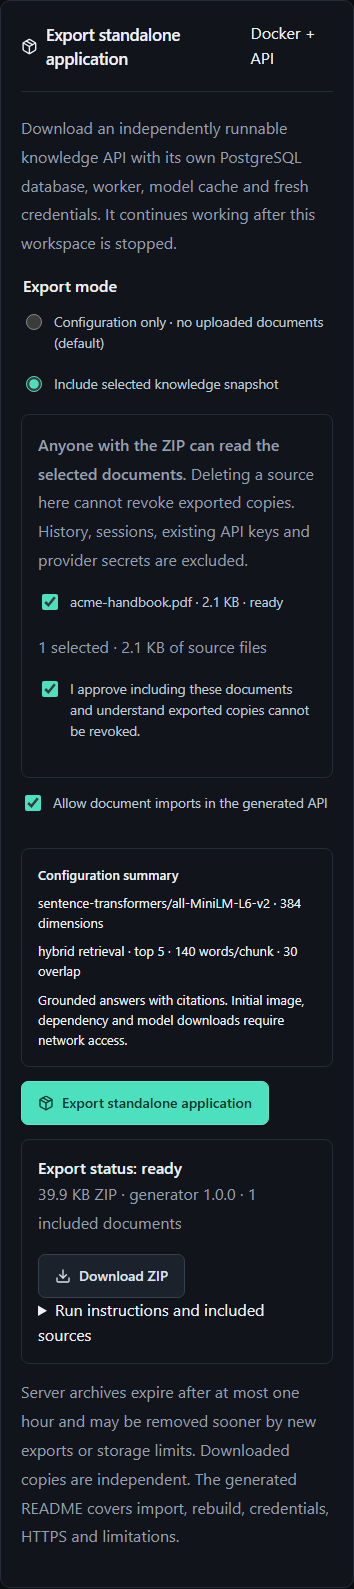 Export standalone
application
Docker +
API
Download an independently runnable
knowledge API with its own PostgreSQL
database, worker, model cache and fresh
credentials. It continues working after this
workspace is stopped.
Export mode
Configuration only · no uploaded documents
(default)
Include selected knowledge snapshot
Anyone with the ZIP can read the
selected documents. Deleting a source
here cannot revoke exported copies.
History, sessions, existing API keys and
provider secrets are excluded.
acme-handbook.pdf · 2.1 KB · ready
1 selected · 2.1 KB of source files
I approve including these documents
and understand exported copies cannot
be revoked.
Allow document imports in the generated API
Configuration summary
sentence-transformers/all-MiniLM-L6-v2 · 384
dimensions
hybrid retrieval · top 5 · 140 words/chunk · 30
overlap
Grounded answers with citations. Initial image,
dependency and model downloads require
network access.
Export standalone application
Export status: ready
39.9 KB ZIP · generator 1.0.0 · 1
included documents
Download ZIP
Run instructions and included
sources
Server archives expire after at most one
hour and may be removed sooner by new
exports or storage limits. Downloaded
copies are independent. The generated
README covers import, rebuild, credentials,
HTTPS and limitations.